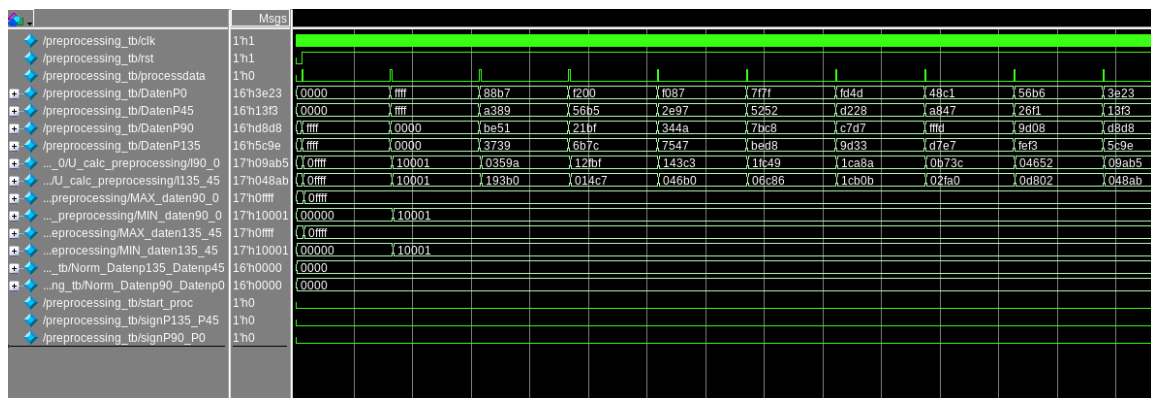 Msgs
/preprocessing_tb/clk 1'h1
/preprocessing_tb/rst 1'h1
/preprocessing_tb/processdata 1'h0
/preprocessing_tb/DatenP0 16'h3e23 0000 ffff 88b7 f200 f087 7f7f fd4d 48c1 56b6 3e23
/preprocessing_tb/DatenP45 16'h13f3 0000 ffff a389 56b5 2e97 5252 d228 a847 26f1 13f3
/preprocessing_tb/DatenP90 16'hd8d8 ffff 0000 be51 21bf 344a 7bc8 c7d7 fffd 9d08 d8d8
/preprocessing_tb/DatenP135 16'h5c9e ffff 0000 3739 6b7c 7547 bed8 9d33 d7e7 fef3 5c9e
..._0/U_calc_preprocessing/I90_0 17'h09ab5 0ffff 10001 0359a 12fbf 143c3 1fc49 1ca8a 0b73c 04652 09ab5
.../U_calc_preprocessing/I135_45 17'h048ab 0ffff 10001 193b0 014c7 046b0 06c86 1cb0b 02fa0 0d802 048ab
...preprocessing/MAX_daten90_0 17'h0ffff 0ffff
..._preprocessing/MIN_daten90_0 17'h10001 00000 10001
...eprocessing/MAX_daten135_45 17'h0ffff 0ffff
...eprocessing/MIN_daten135_45 17'h10001 00000 10001
..._tb/Norm_Datenp135_Datenp45 16'h0000 0000
...ng_tb/Norm_Datenp90_Datenp0 16'h0000 0000
/preprocessing_tb/start_proc 1'h0
/preprocessing_tb/signP135_P45 1'h0
/preprocessing_tb/signP90_P0 1'h0